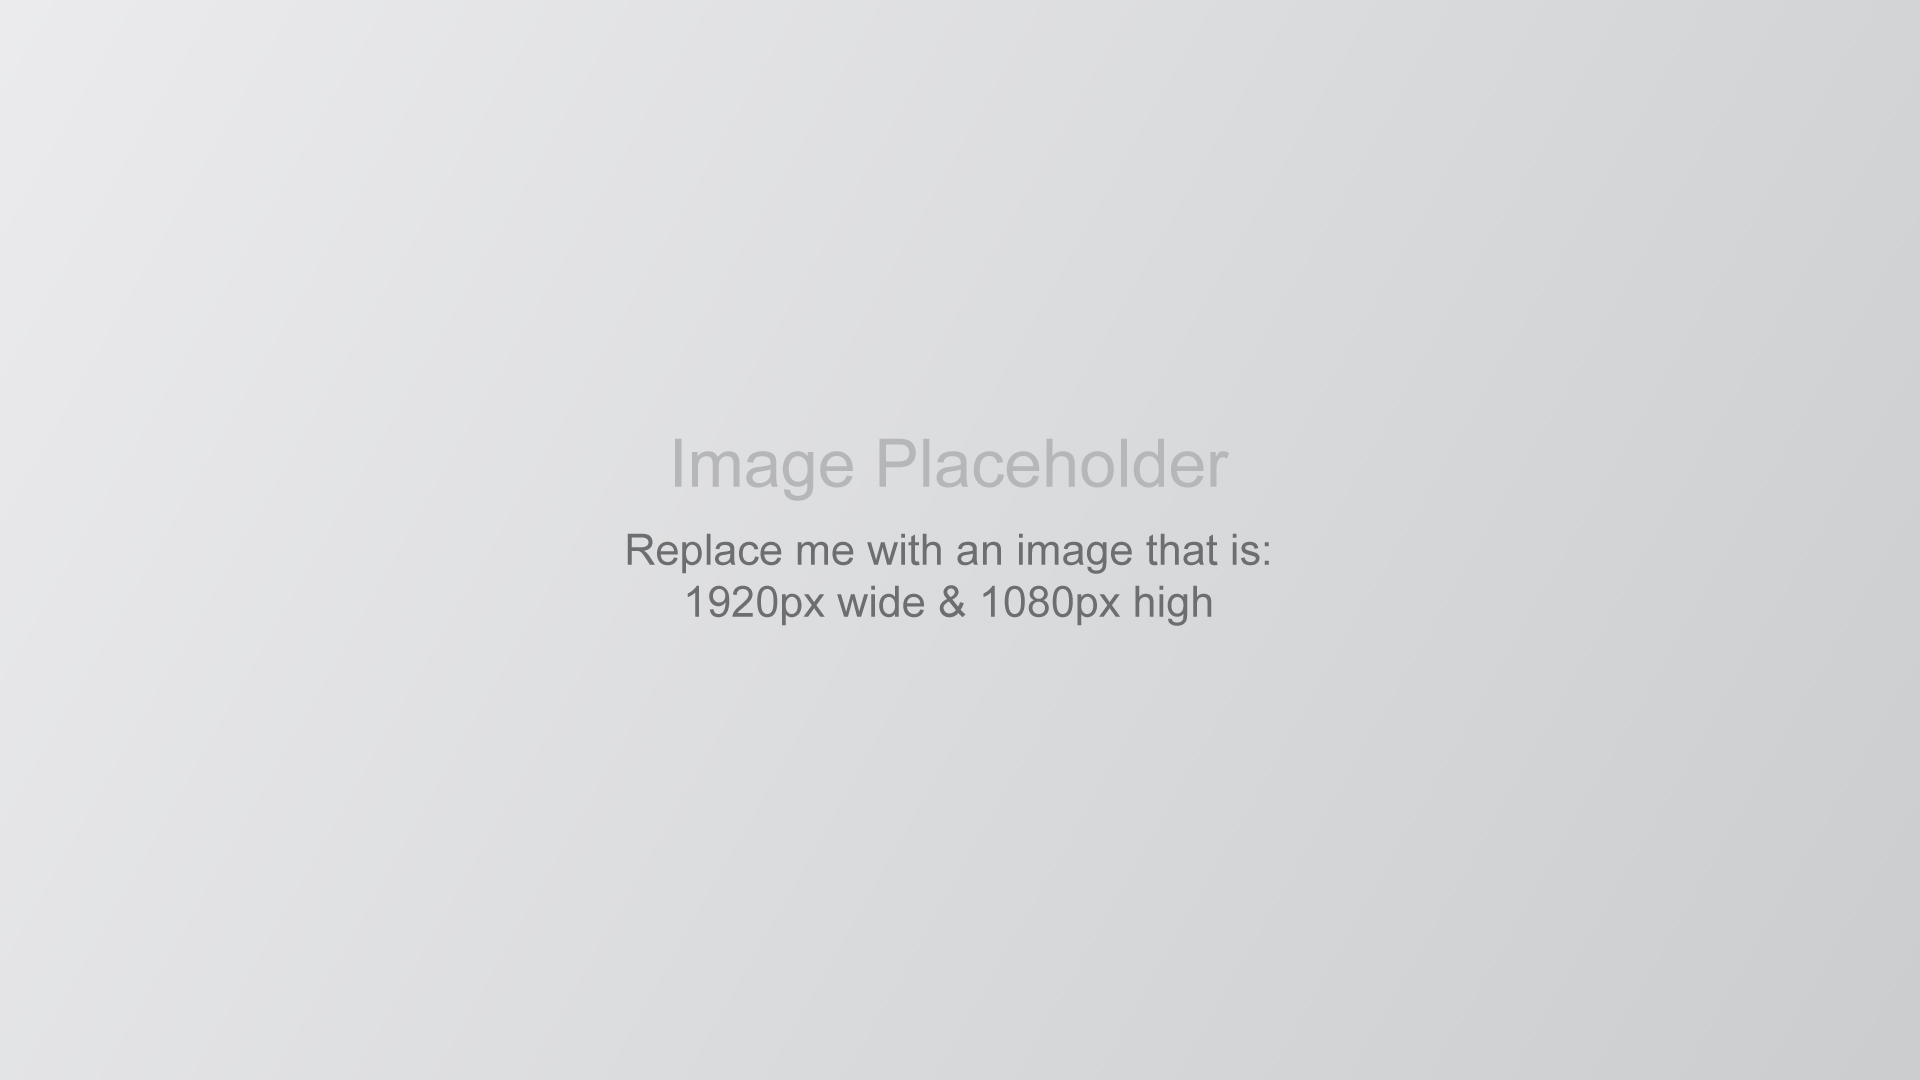 Image Placeholder
Replace me with an image that is:
1920px wide & 1080px high